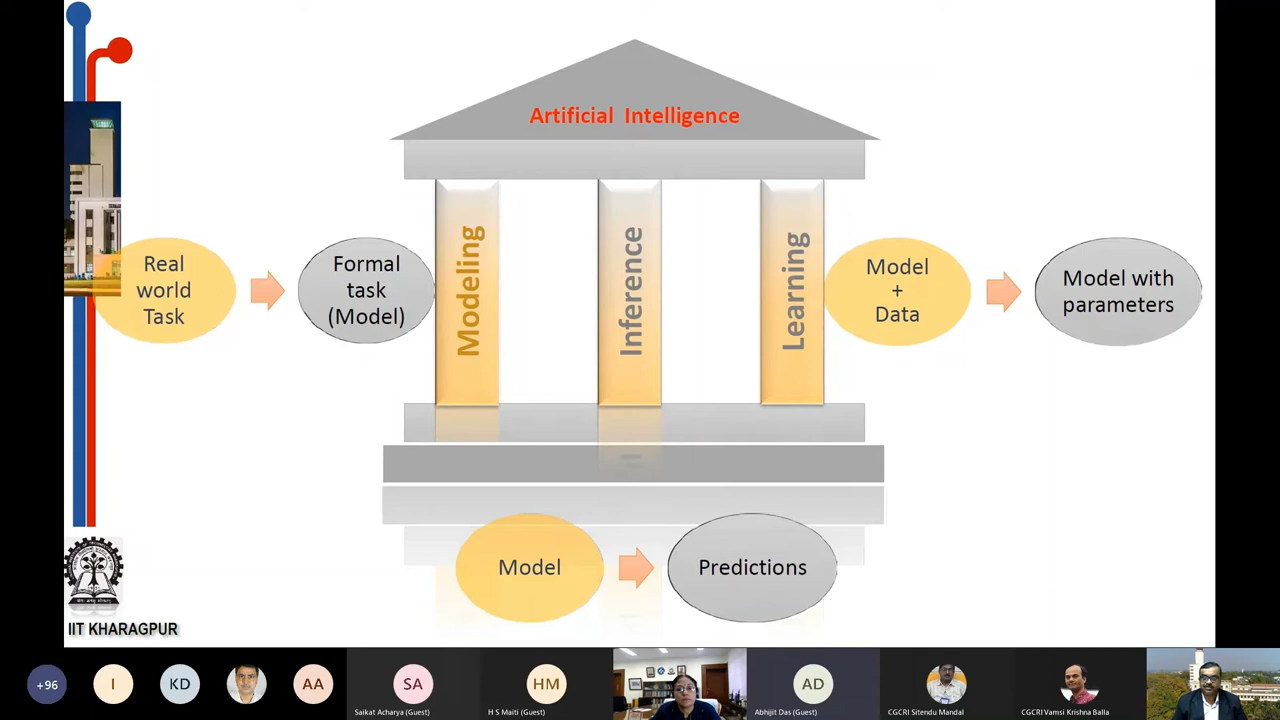 Artificial Intelligence
Real
world
Task
Formal
task
(Model)
Modeling
Inference
Learning
Model
+
Data
Model with
parameters
Model
Predictions
IIT KHARAGPUR
+96
I
KD
AA
SA
Saikat Acharya (Guest)
HM
H S Maiti (Guest)
AD
Abhijit Das (Guest)
CGCRI Sitendu Mandal
CGCRI Vamsi Krishna Balla